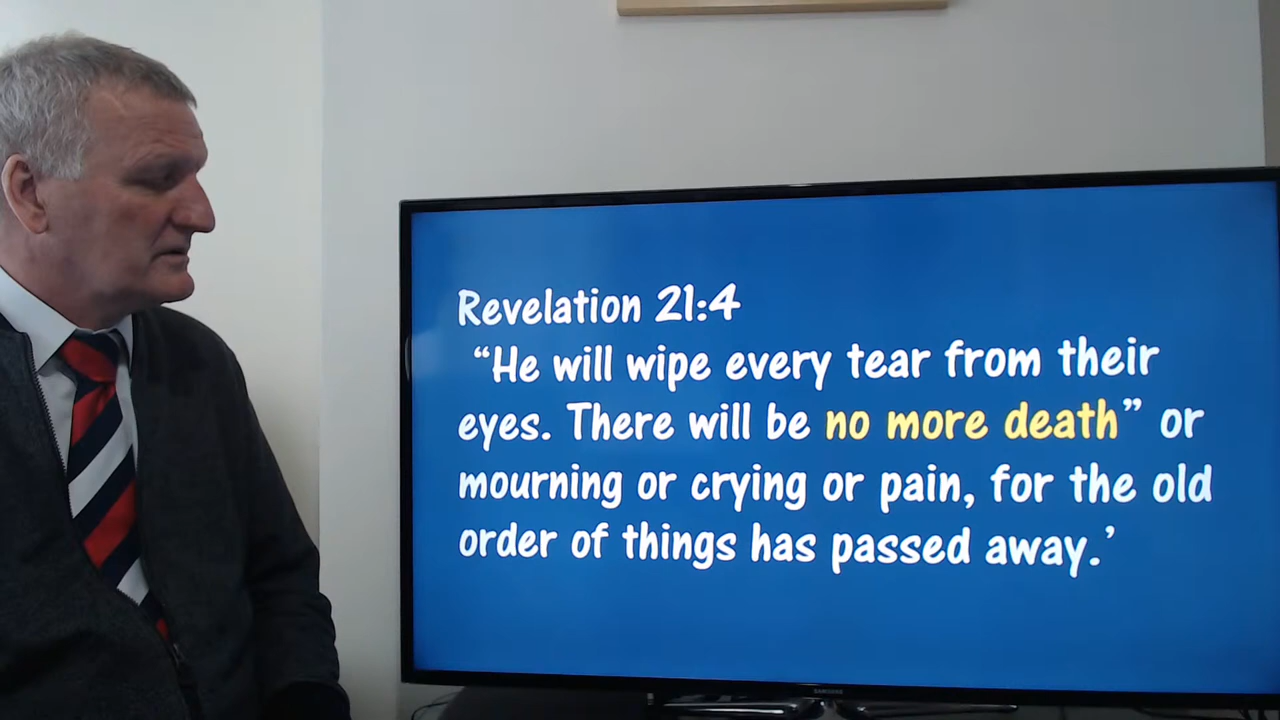 Revelation 21:4
“He will wipe every tear from their
eyes. There will be no more death” or
mourning or crying or pain, for the old
order of things has passed away.’
SAMSUNG